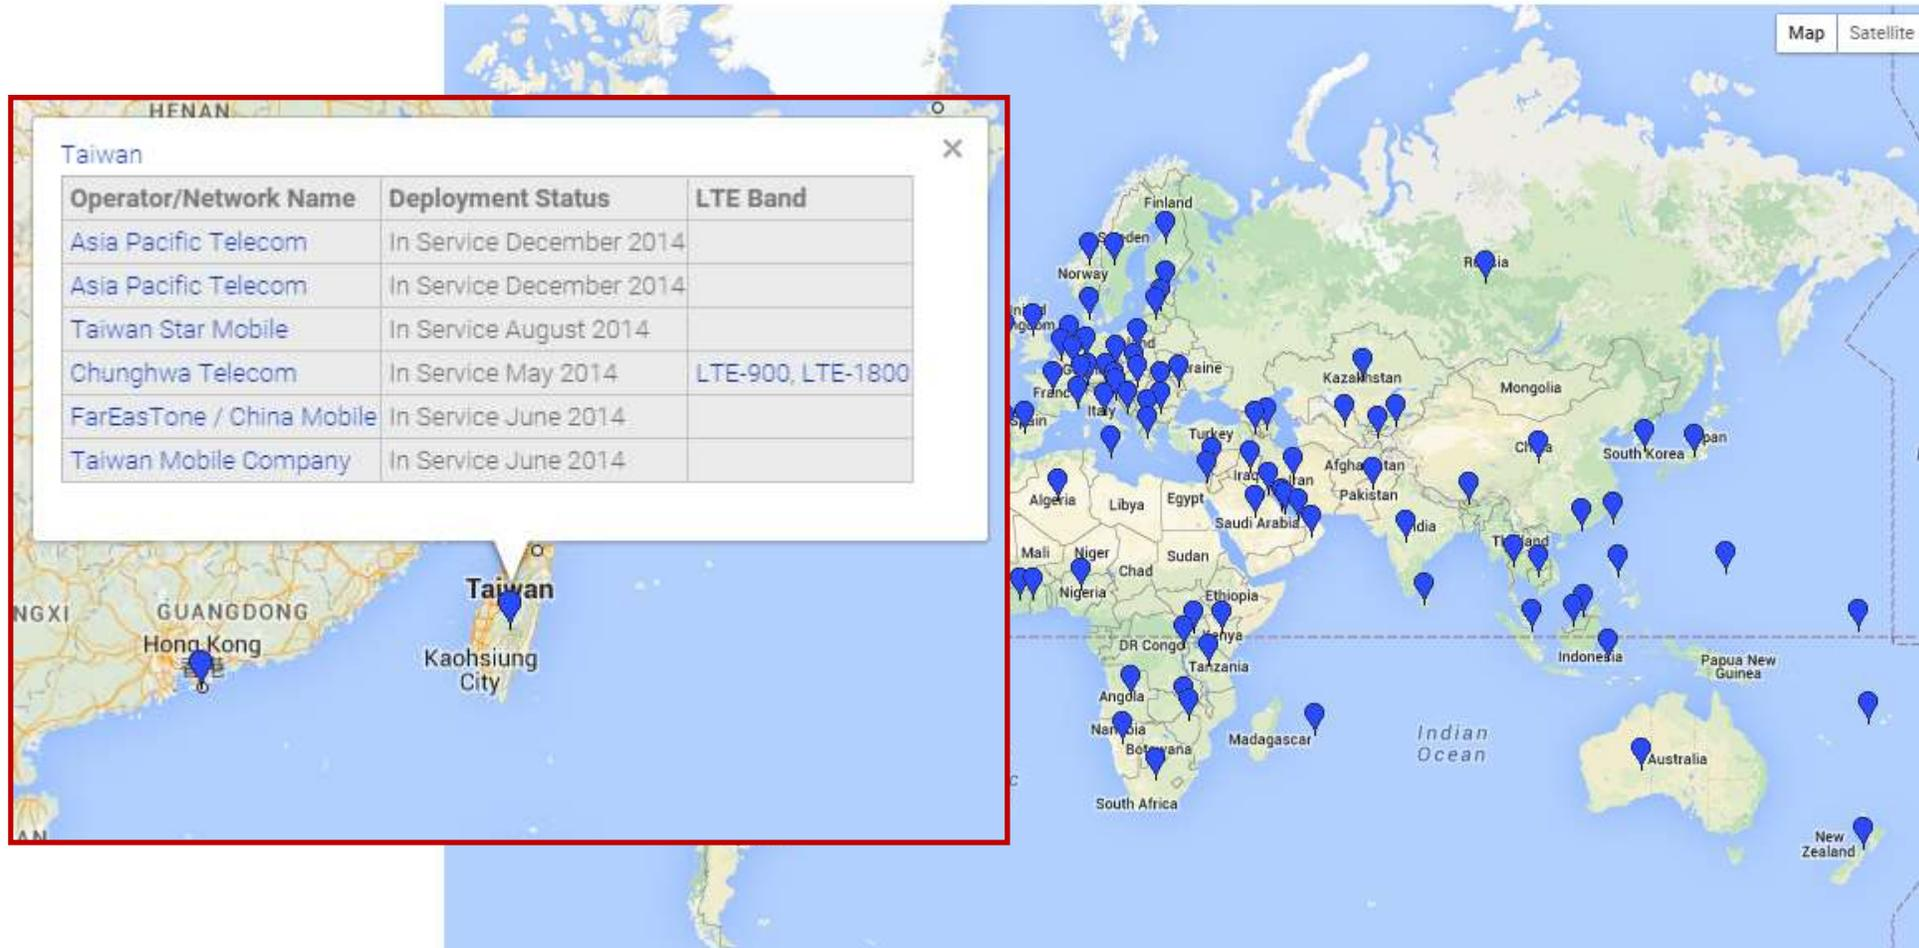 Map Satellite
HENAN
Taiwan
Operator/Network Name Deployment Status LTE Band
Asia Pacific Telecom In Service December 2014
Asia Pacific Telecom In Service December 2014
Taiwan Star Mobile In Service August 2014
Chunghwa Telecom In Service May 2014 LTE-900, LTE-1800
FarEasTone / China Mobile In Service June 2014
Taiwan Mobile Company In Service June 2014
Taiwan
NGXI
GUANGDONG
Hong Kong
香港
Kaohsiung
City
AN
Finland
Norway
Kazakhstan
Mongolia
Italy
Turkey
South Korea
Pakistan
Algeria
Libya
Egypt
Saudi Arabia
Mali
Niger
Chad
Sudan
Nigeria
Ethiopia
DR Congo
Tanzania
Angola
Madagascar
South Africa
Indian
Ocean
Indonesia
Papua New
Guinea
Australia
New
Zealand